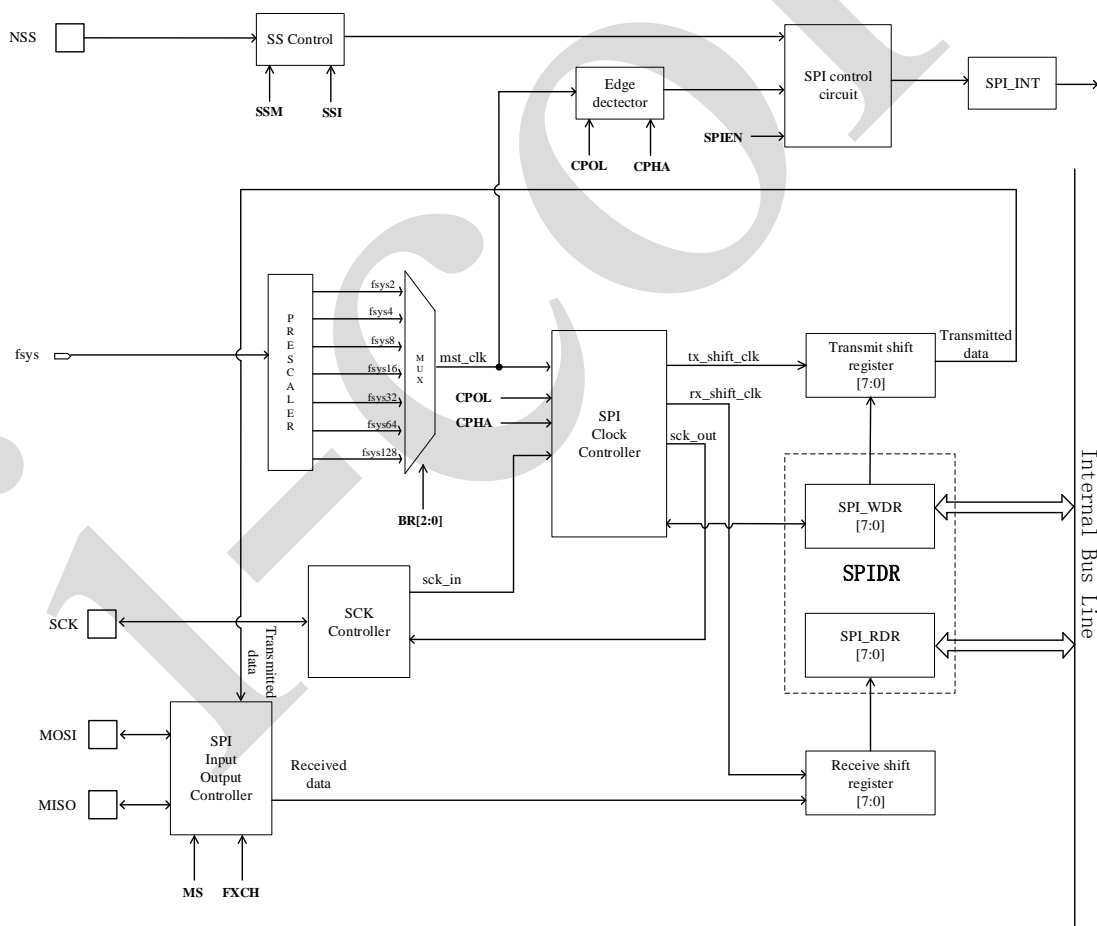 NSS
SS Control
SSM
SSI
Edge
dectector
CPOL
CPHA
SPIEN
SPI control
circuit
SPI_INT
fsys
PRESCALER
fsys2
fsys4
fsys8
fsys16
fsys32
fsys64
fsys128
MUX
BR[2:0]
mst_clk
CPOL
CPHA
SPI
Clock
Controller
tx_shift_clk
rx_shift_clk
sck_out
Transmit shift
register
[7:0]
Transmitted
data
SPI_WDR
[7:0]
SPIDR
SPI_RDR
[7:0]
Internal Bus Line
sck_in
SCK
SCK
Controller
Transmitted
data
MOSI
MISO
SPI
Input
Output
Controller
Received
data
Receive shift
register
[7:0]
MS
FXCH